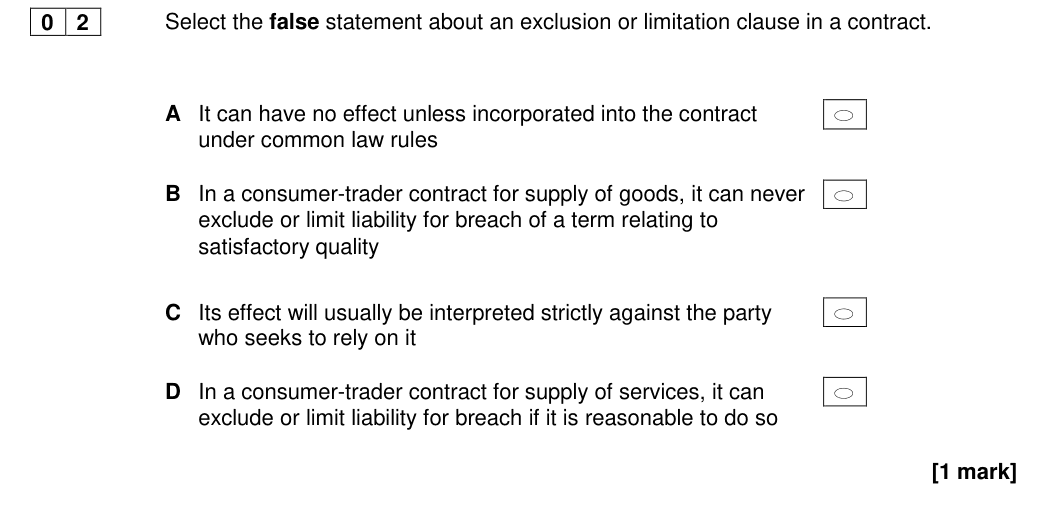 0 2 Select the false statement about an exclusion or limitation clause in a contract.
A It can have no effect unless incorporated into the contract
under common law rules
B In a consumer-trader contract for supply of goods, it can never
exclude or limit liability for breach of a term relating to
satisfactory quality
C Its effect will usually be interpreted strictly against the party
who seeks to rely on it
D In a consumer-trader contract for supply of services, it can
exclude or limit liability for breach if it is reasonable to do so
[1 mark]